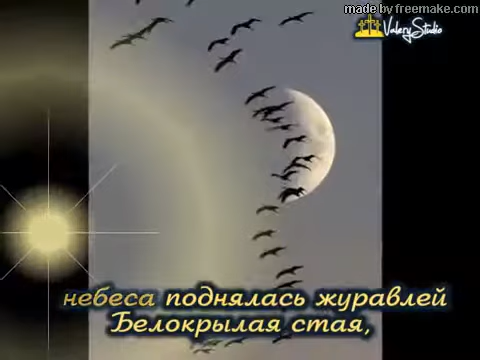 made by freemake.com
ValeryStudio
небеса поднялась журавлей
Белокрылая стая,